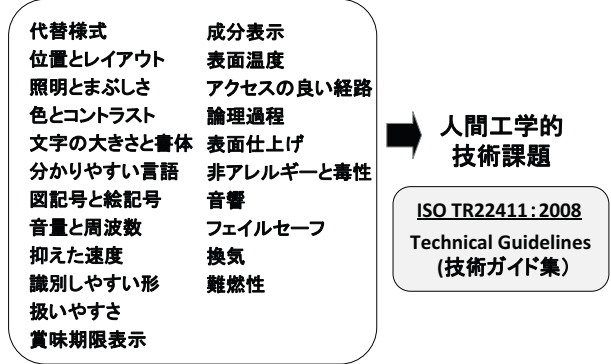 代替様式
位置とレイアウト
照明とまぶしさ
色とコントラスト
文字の大きさと書体
分かりやすい言語
図記号と絵記号
音量と周波数
抑えた速度
識別しやすい形
扱いやすさ
賞味期限表示
成分表示
表面温度
アクセスの良い経路
論理過程
表面仕上げ
非アレルギーと毒性
音響
フェイルセーフ
換気
難燃性
人間工学的
技術課題
ISO TR22411：2008
Technical Guidelines
(技術ガイド集）